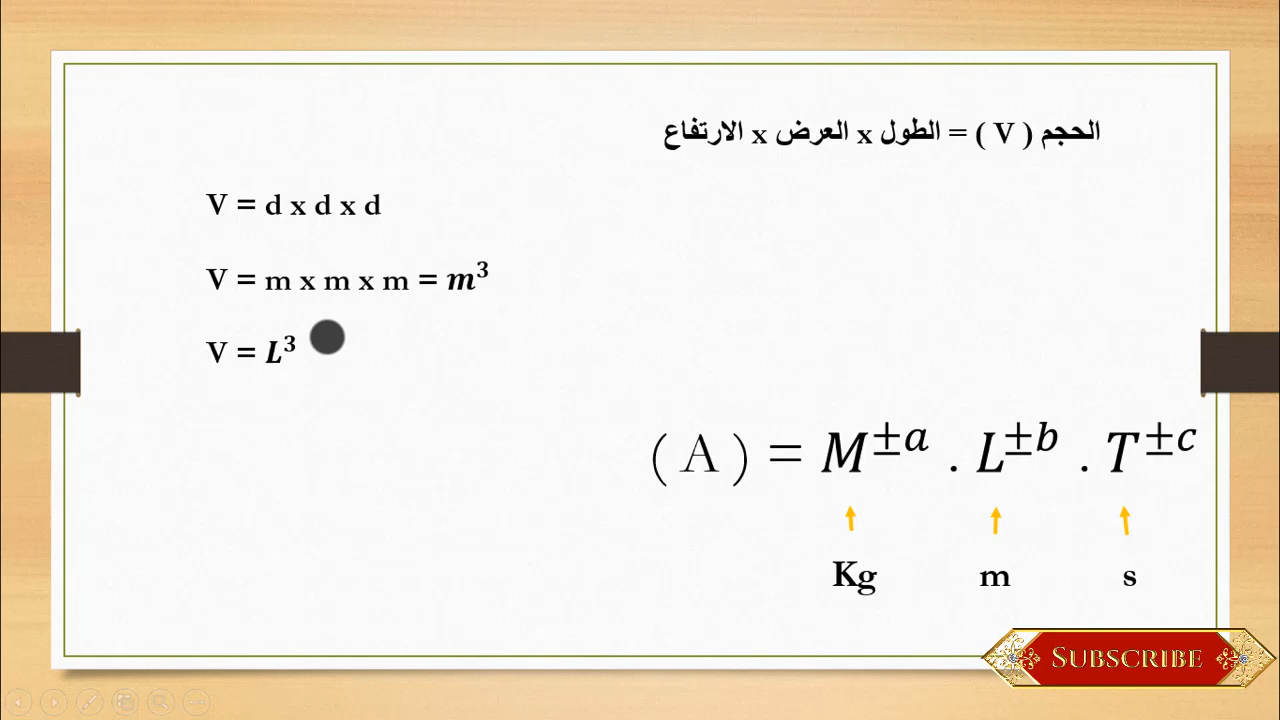 الحجم ( V ) = الطول x العرض x الارتفاع
V = d x d x d
V = m x m x m = m³
V = L³
( A ) = M^{±a} . L^{±b} . T^{±c}
Kg m s
SUBSCRIBE